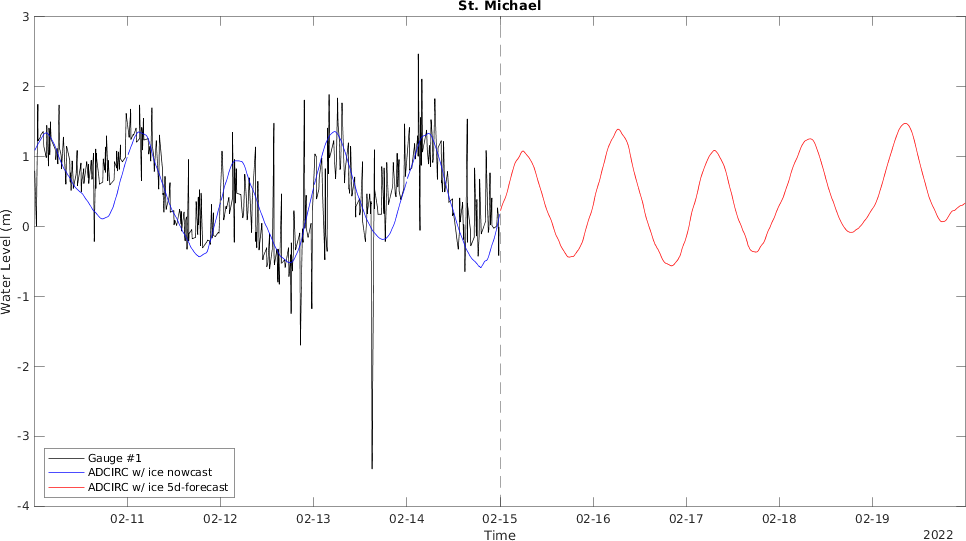 St. Michael
3
2
1
0
-1
-2
-3
-4
Water Level (m)
Gauge #1
ADCIRC w/ ice nowcast
ADCIRC w/ ice 5d-forecast
02-11 02-12 02-13 02-14 02-15 02-16 02-17 02-18 02-19
Time
2022